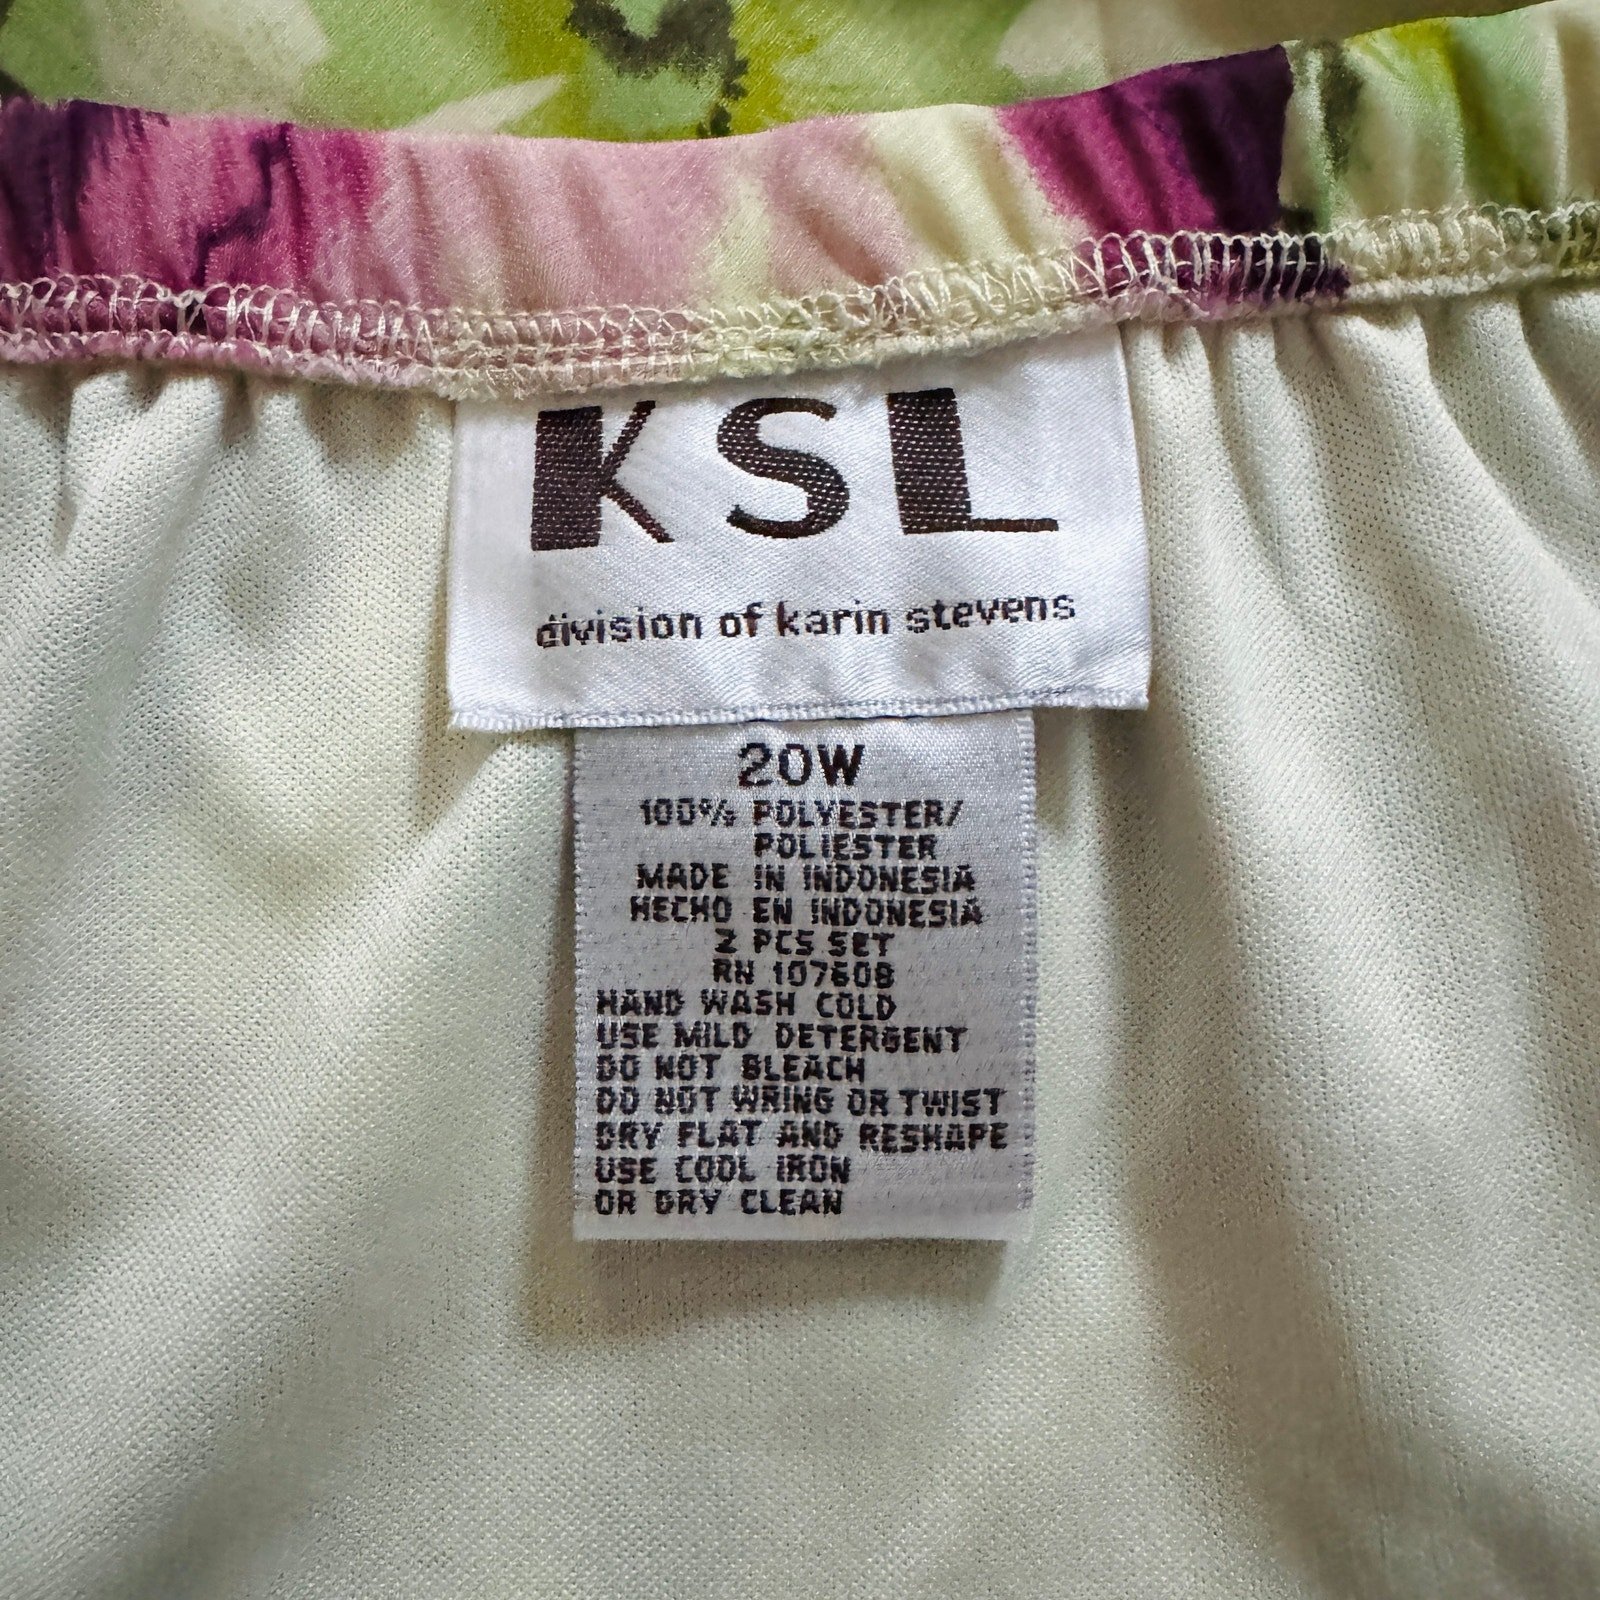 KSL
division of karin stevens
20W
100% POLYESTER/
POLIESTER
MADE IN INDONESIA
HECHO EN INDONESIA
2 PCS SET
RN 107608
HAND WASH COLD
USE MILD DETERGENT
DO NOT BLEACH
DO NOT WRING OR TWIST
DRY FLAT AND RESHAPE
USE COOL IRON
OR DRY CLEAN